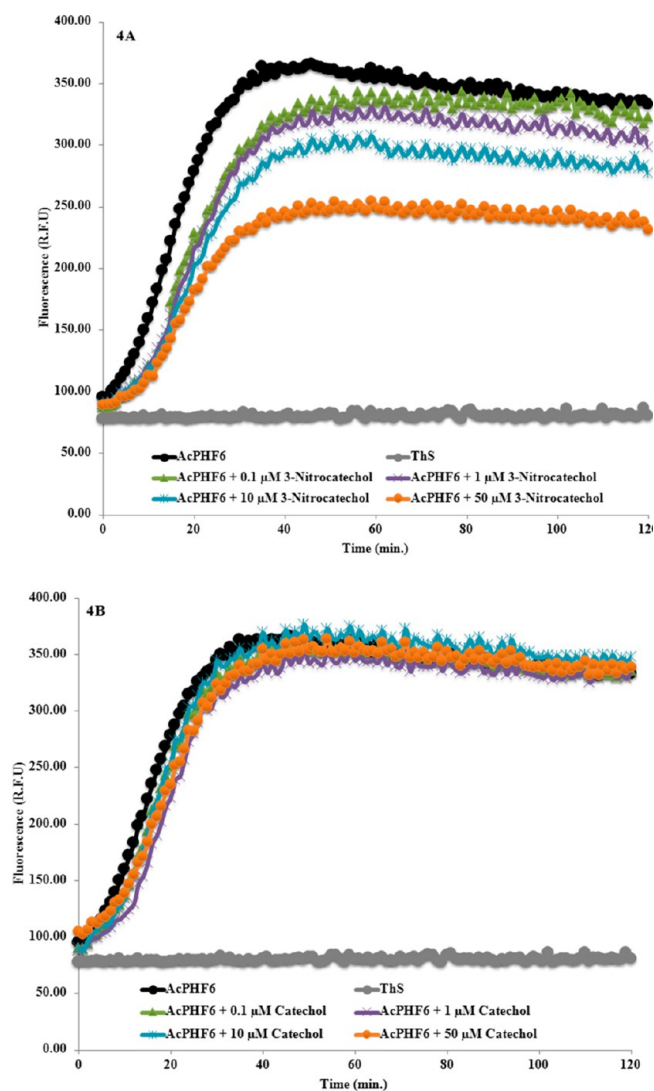 4A
400.00
350.00
300.00
250.00
200.00
150.00
100.00
50.00
0.00
Fluorescence (R.F.U)
AcPHF6 ThS
AcPHF6 + 0.1 µM 3-Nitrocatechol AcPHF6 + 1 µM 3-Nitrocatechol
AcPHF6 + 10 µM 3-Nitrocatechol AcPHF6 + 50 µM 3-Nitrocatechol
0 20 40 60 80 100 120
Time (min.)
4B
400.00
350.00
300.00
250.00
200.00
150.00
100.00
50.00
0.00
Fluorescence (R.F.U)
AcPHF6 ThS
AcPHF6 + 0.1 µM Catechol AcPHF6 + 1 µM Catechol
AcPHF6 + 10 µM Catechol AcPHF6 + 50 µM Catechol
0 20 40 60 80 100 120
Time (min.)